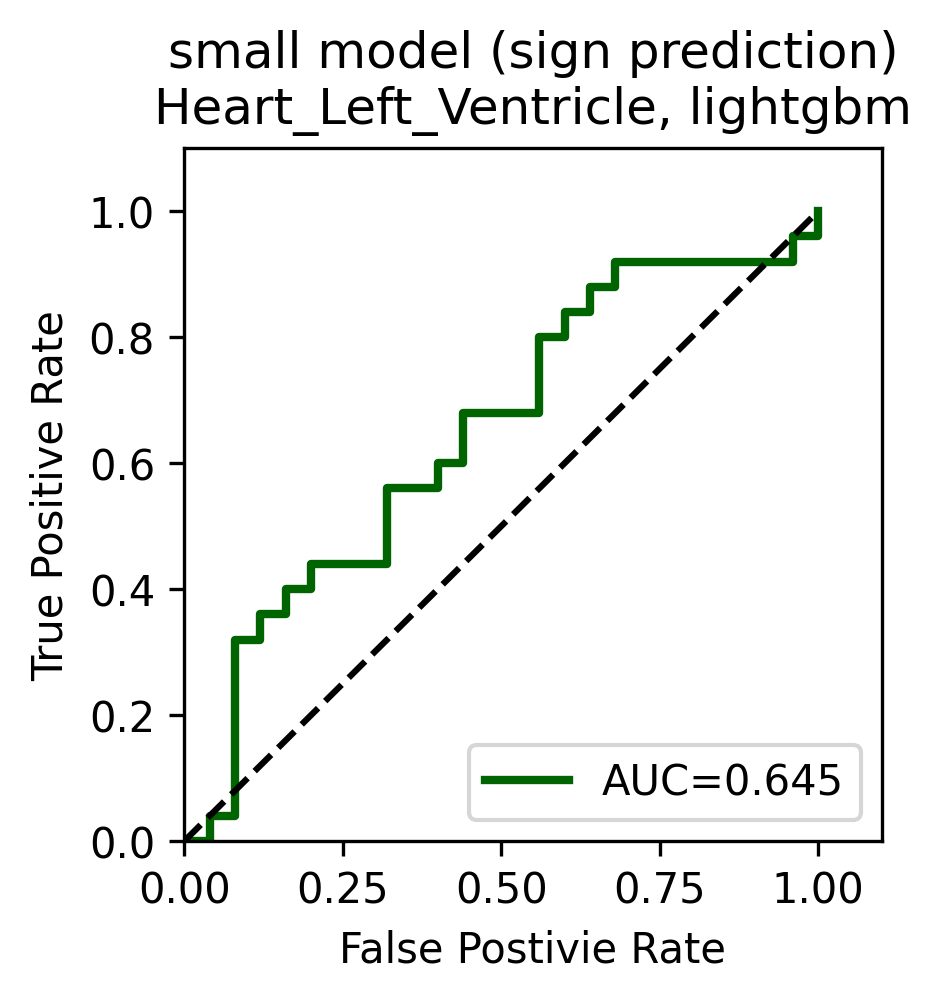 small model (sign prediction)
Heart_Left_Ventricle, lightgbm
True Positive Rate
1.0
0.8
0.6
0.4
0.2
0.0
AUC=0.645
0.00 0.25 0.50 0.75 1.00
False Postivie Rate